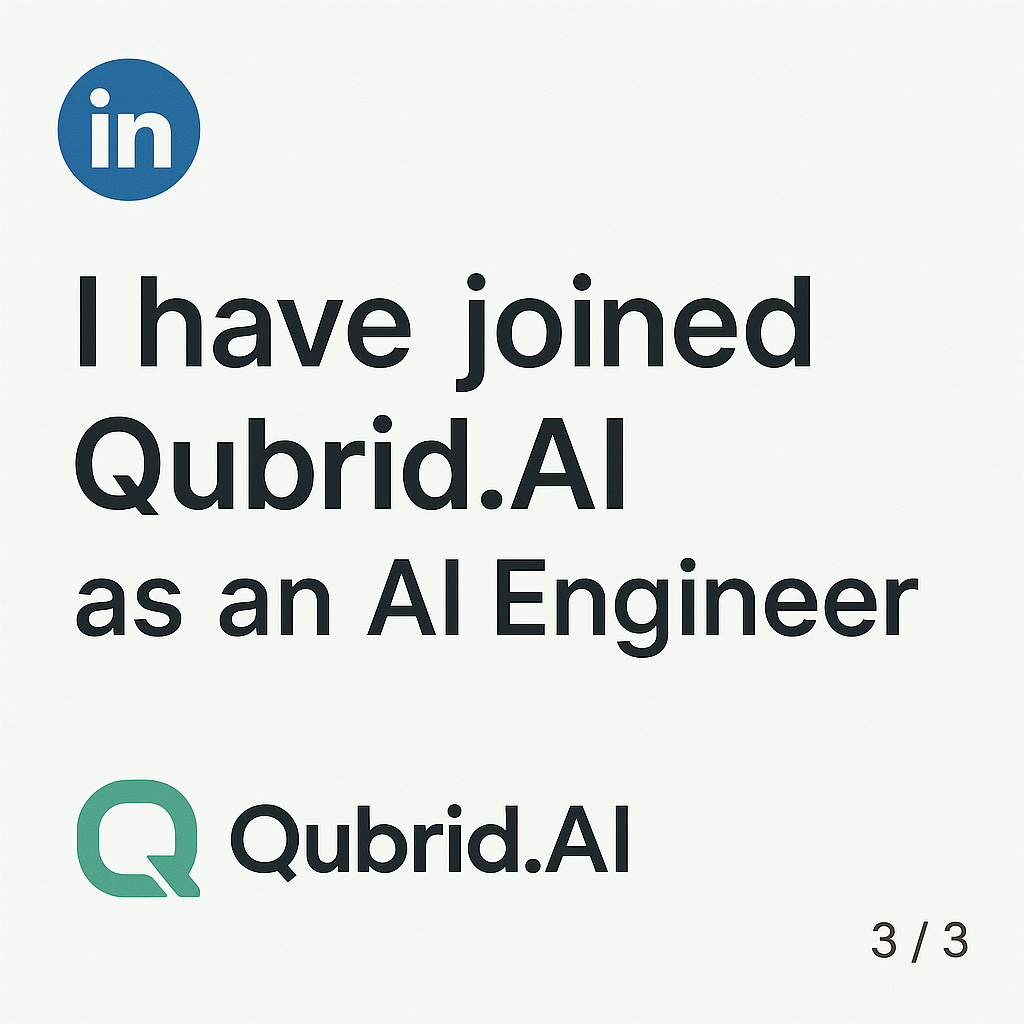 in
I have joined
Qubrid.AI
as an AI Engineer
Qubrid.AI
3 / 3